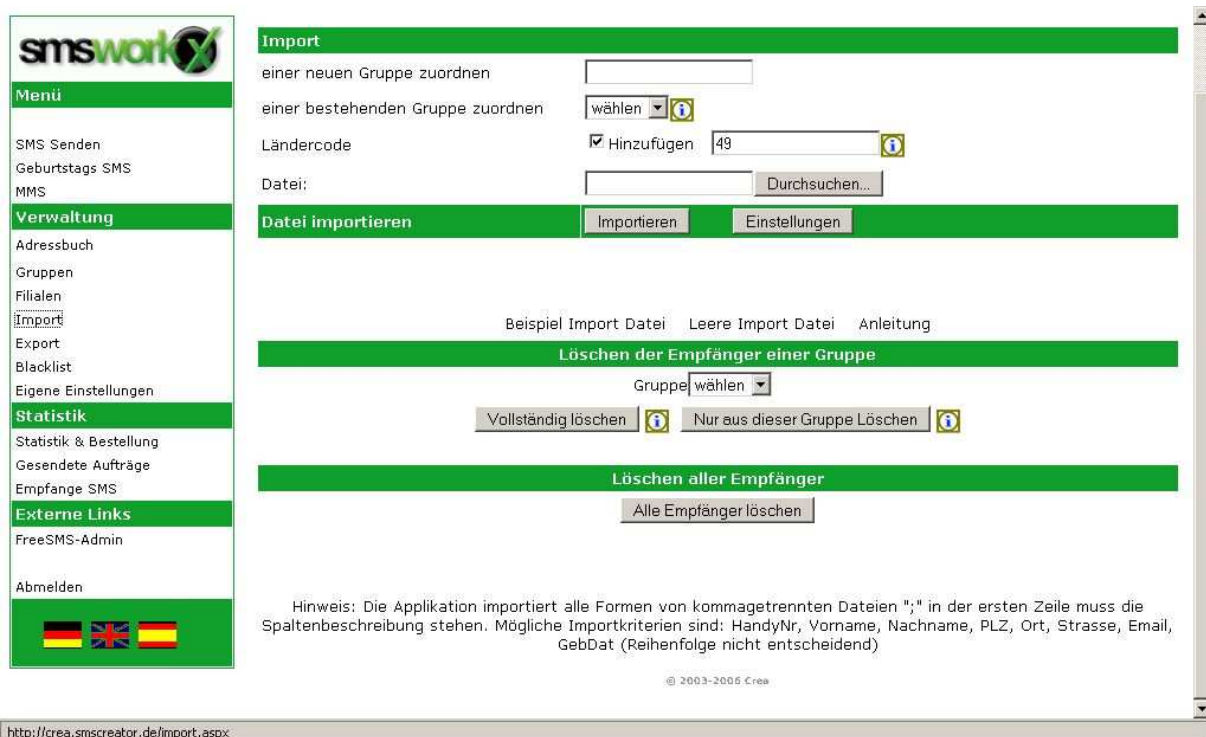 smsworkX
Menü
SMS Senden
Geburtstags SMS
MMS
Verwaltung
Adressbuch
Gruppen
Filialen
Import
Export
Blacklist
Eigene Einstellungen
Statistik
Statistik & Bestellung
Gesendete Aufträge
Empfange SMS
Externe Links
FreeSMS-Admin
Abmelden
Import
einer neuen Gruppe zuordnen
einer bestehenden Gruppe zuordnen wählen
Ländercode Hinzufügen 49
Datei: Durchsuchen...
Datei importieren Importieren Einstellungen
Beispiel Import Datei Leere Import Datei Anleitung
Löschen der Empfänger einer Gruppe
Gruppe wählen
Vollständig löschen Nur aus dieser Gruppe Löschen
Löschen aller Empfänger
Alle Empfänger löschen
Hinweis: Die Applikation importiert alle Formen von kommagetrennten Dateien ";" in der ersten Zeile muss die
Spaltenbeschreibung stehen. Mögliche Importkriterien sind: HandyNr, Vorname, Nachname, PLZ, Ort, Strasse, Email,
GebDat (Reihenfolge nicht entscheidend)
© 2003-2006 Crea
http://crea.smscreator.de/import.aspx